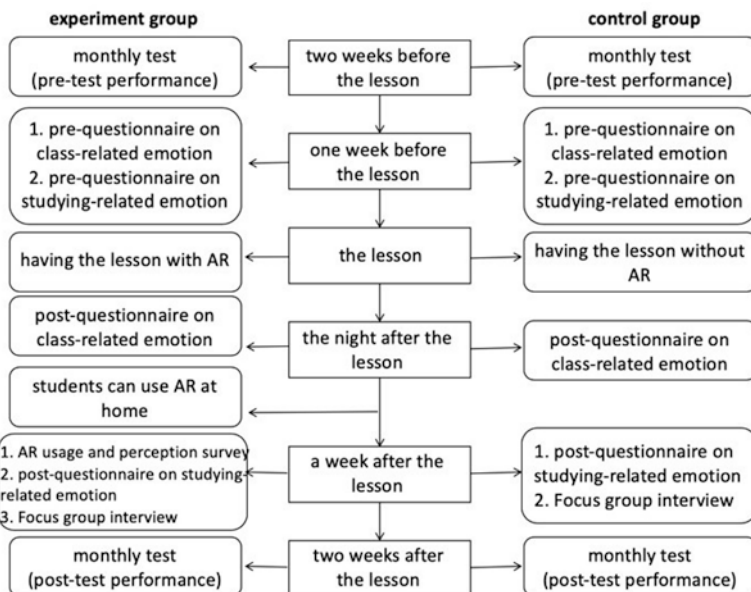 experiment group
control group
monthly test
(pre-test performance)
two weeks before
the lesson
monthly test
(pre-test performance)
1. pre-questionnaire on
class-related emotion
2. pre-questionnaire on
studying-related emotion
one week before
the lesson
1. pre-questionnaire on
class-related emotion
2. pre-questionnaire on
studying-related emotion
having the lesson with AR
the lesson
having the lesson without
AR
post-questionnaire on
class-related emotion
the night after the
lesson
post-questionnaire on
class-related emotion
students can use AR at
home
1. AR usage and perception survey
2. post-questionnaire on studying-
related emotion
3. Focus group interview
a week after the
lesson
1. post-questionnaire on
studying-related emotion
2. Focus group interview
monthly test
(post-test performance)
two weeks after
the lesson
monthly test
(post-test performance)